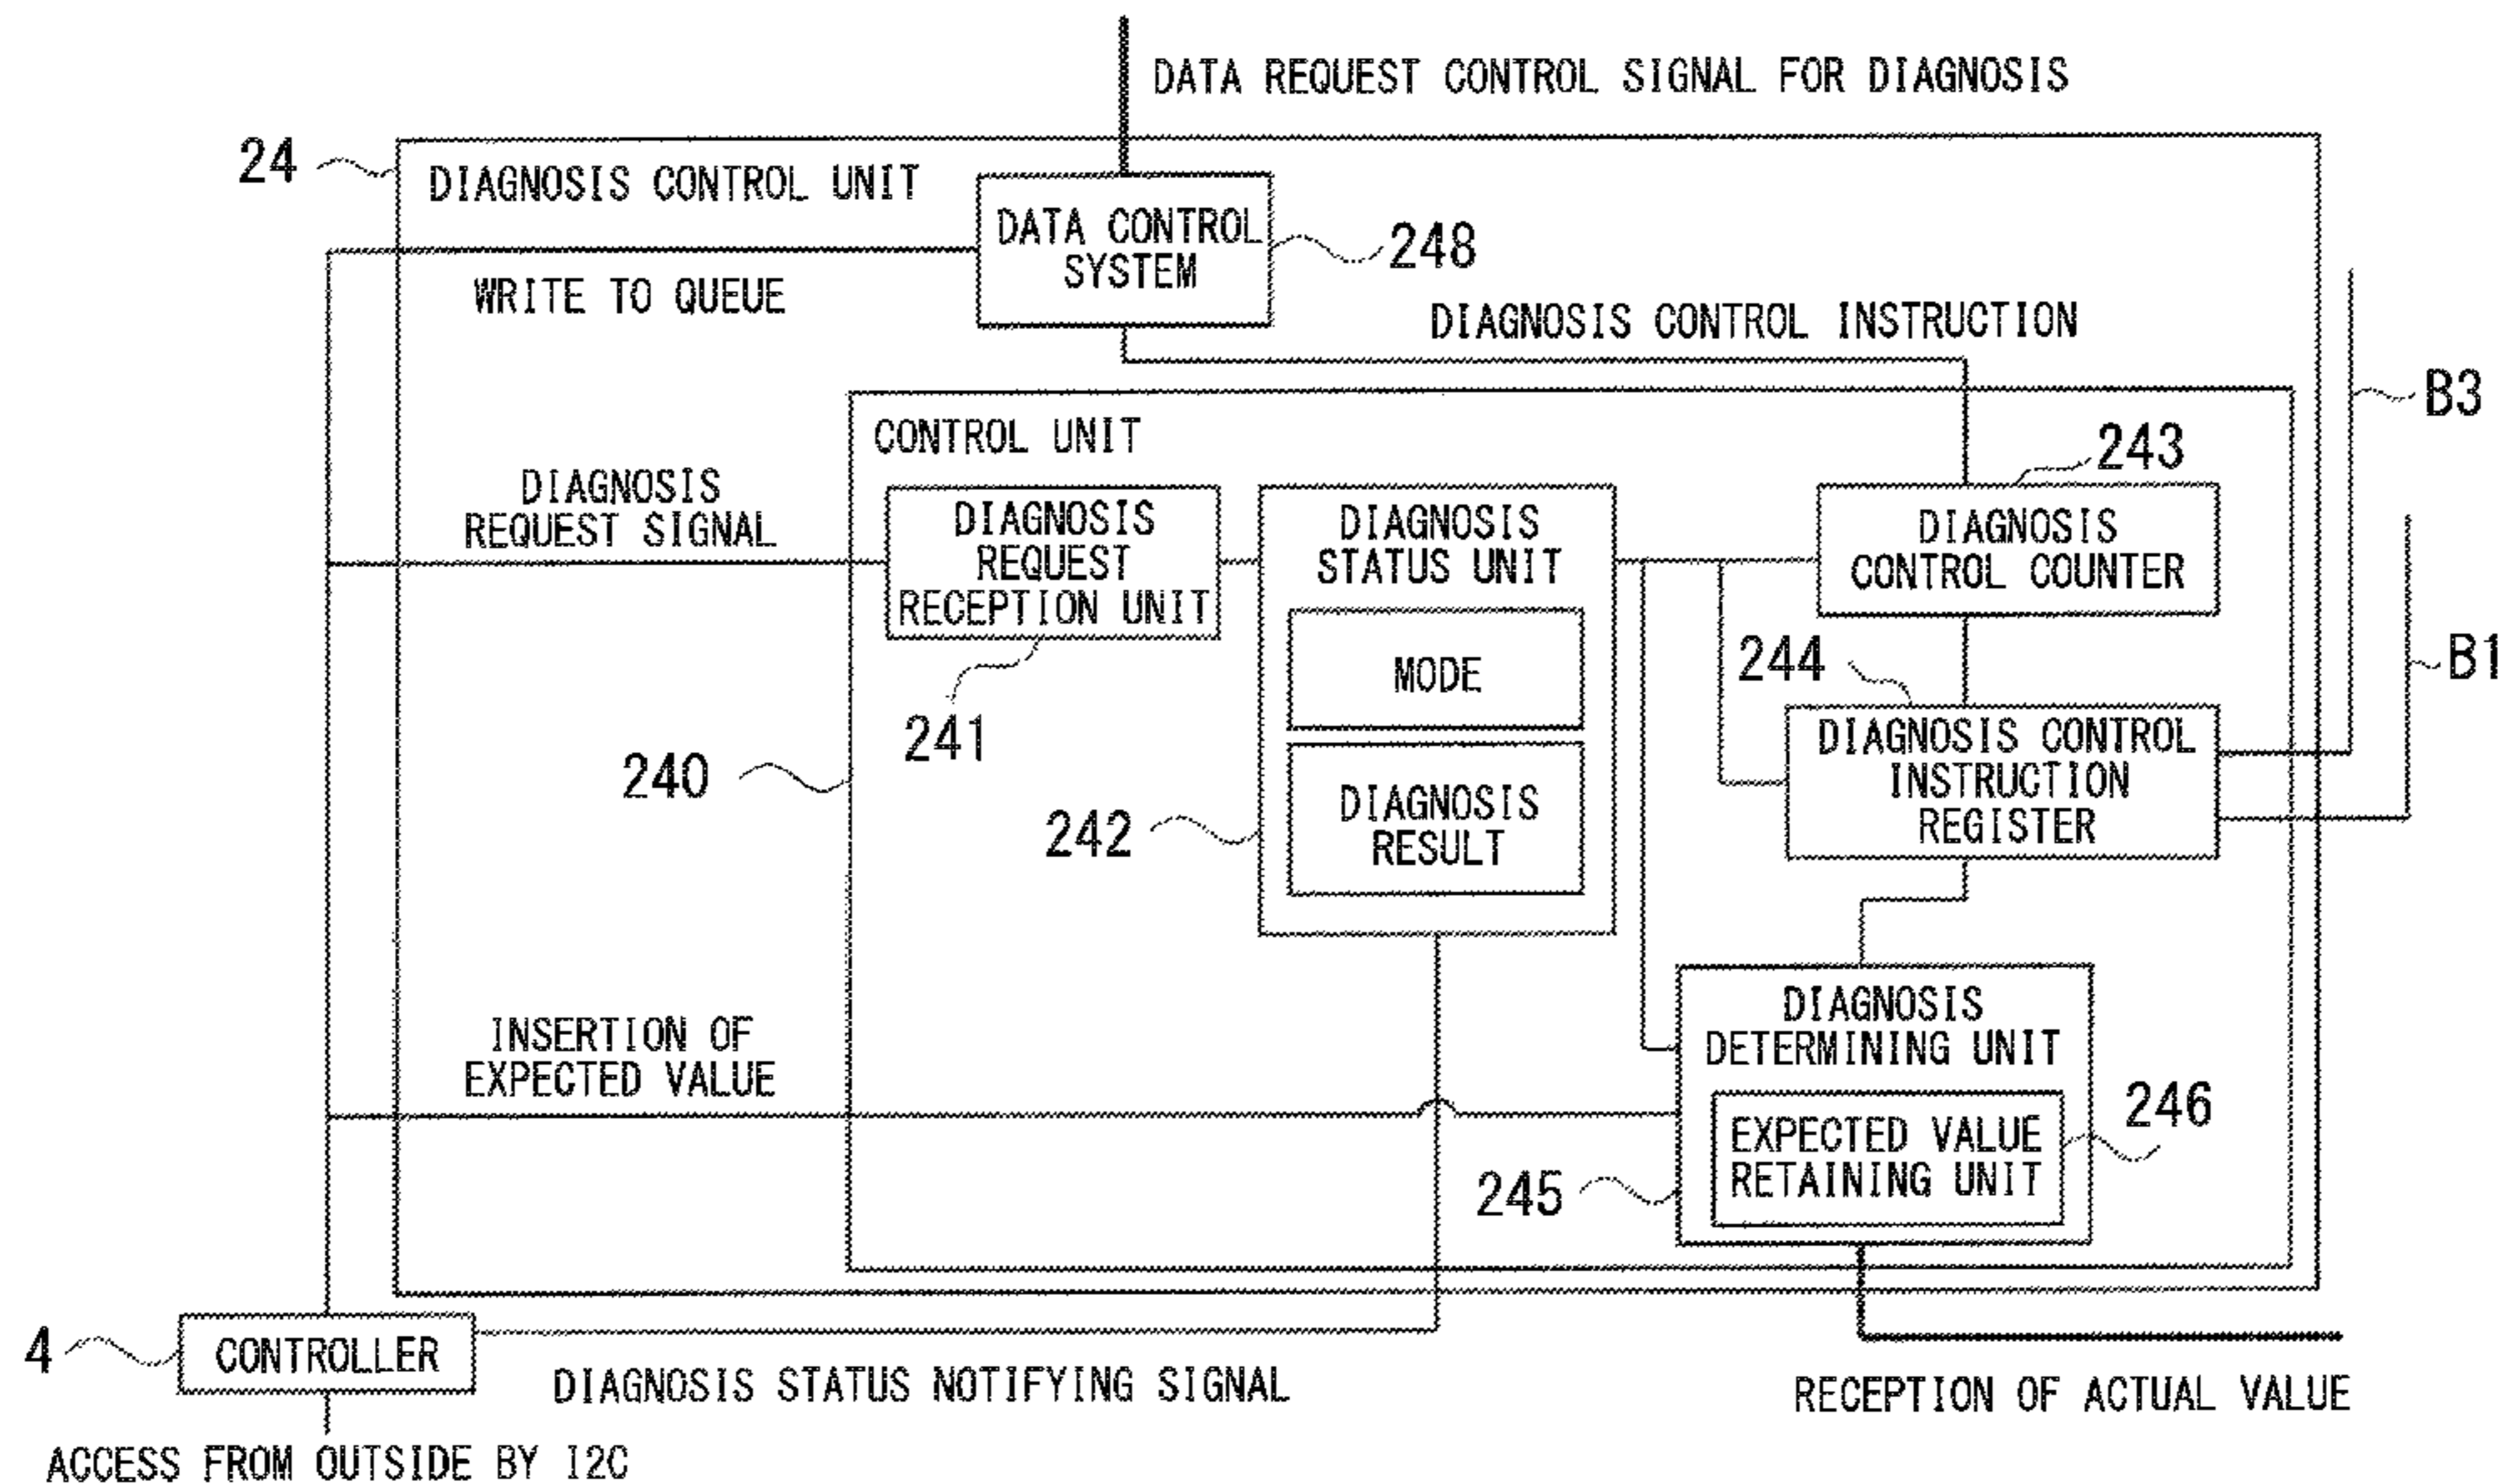 DATA REQUEST CONTROL SIGNAL FOR DIAGNOSIS
24
DIAGNOSIS CONTROL UNIT
DATA CONTROL
SYSTEM
248
WRITE TO QUEUE
DIAGNOSIS CONTROL INSTRUCTION
B3
CONTROL UNIT
243
DIAGNOSIS
REQUEST SIGNAL
DIAGNOSIS
REQUEST
RECEPTION UNIT
DIAGNOSIS
STATUS UNIT
DIAGNOSIS
CONTROL COUNTER
MODE
244
B1
241
240
DIAGNOSIS CONTROL
INSTRUCTION
REGISTER
242
DIAGNOSIS
RESULT
INSERTION OF
EXPECTED VALUE
DIAGNOSIS
DETERMINING UNIT
246
EXPECTED VALUE
RETAINING UNIT
245
4
CONTROLLER
DIAGNOSIS STATUS NOTIFYING SIGNAL
RECEPTION OF ACTUAL VALUE
ACCESS FROM OUTSIDE BY I2C